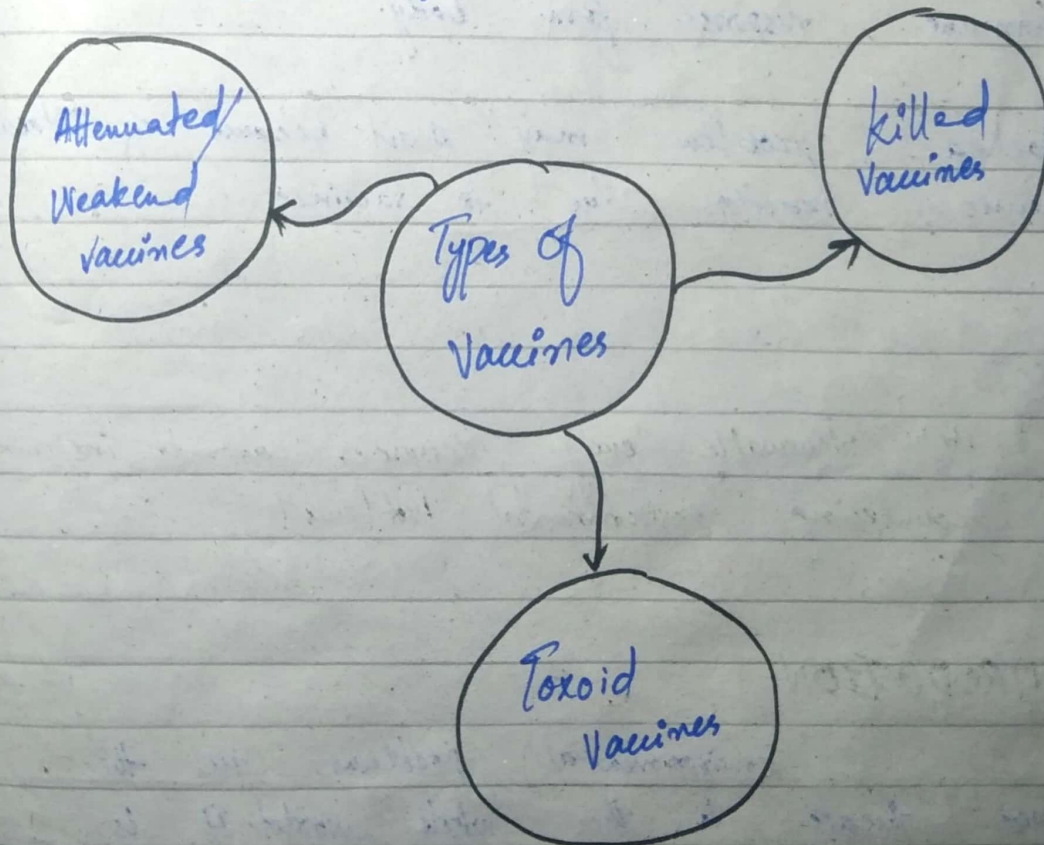 Attenuated/
Weakend
Vaccines
Killed
Vaccines
Types of
Vaccines
Toxoid
Vaccines